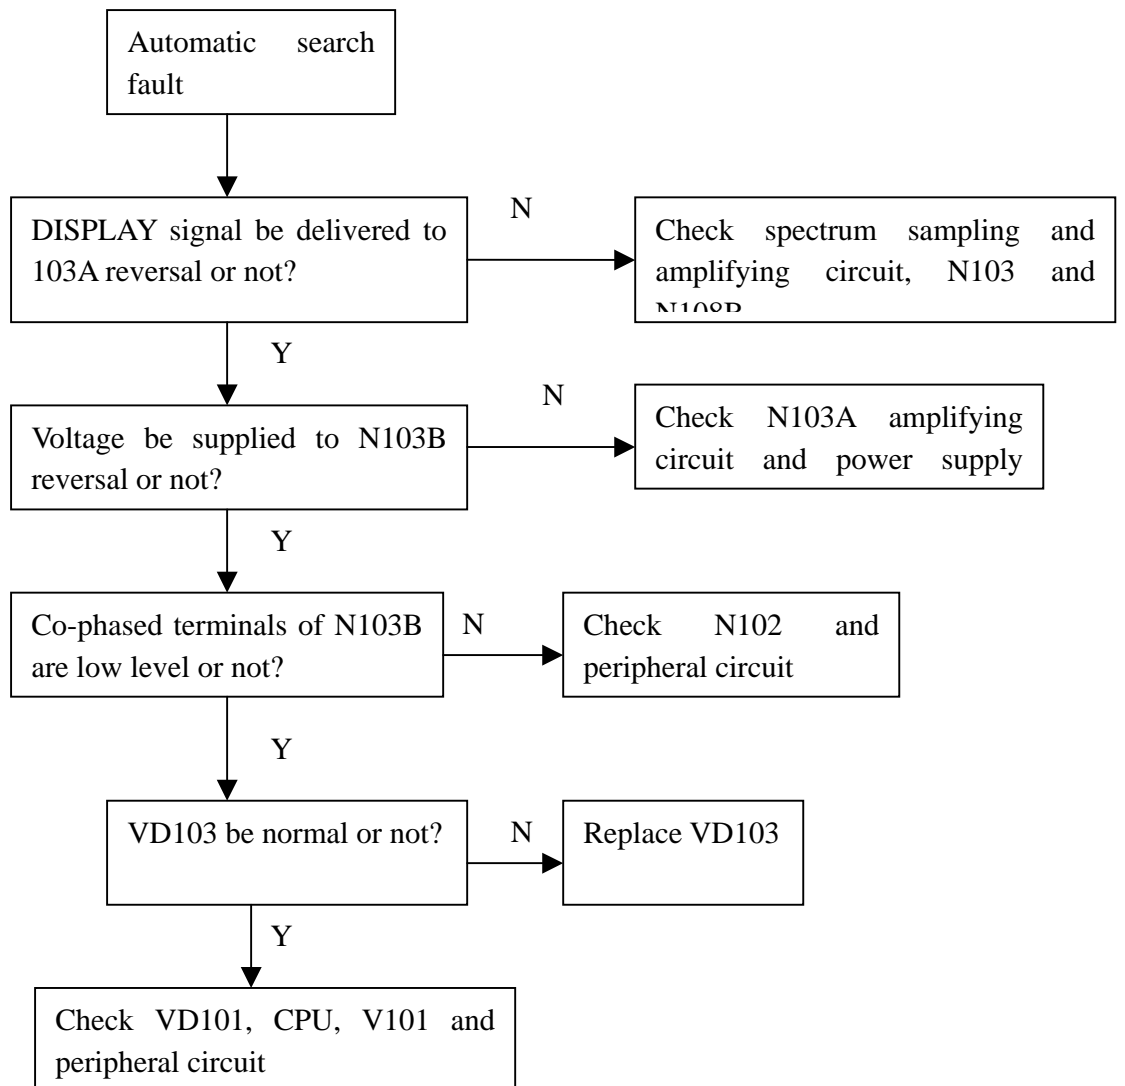 Automatic search
fault
DISPLAY signal be delivered to
103A reversal or not?
N
Check spectrum sampling and
amplifying circuit, N103 and
Y
Voltage be supplied to N103B
reversal or not?
N
Check N103A amplifying
circuit and power supply
Y
Co-phased terminals of N103B
are low level or not?
N
Check N102 and
peripheral circuit
Y
VD103 be normal or not?
N
Replace VD103
Y
Check VD101, CPU, V101 and
peripheral circuit